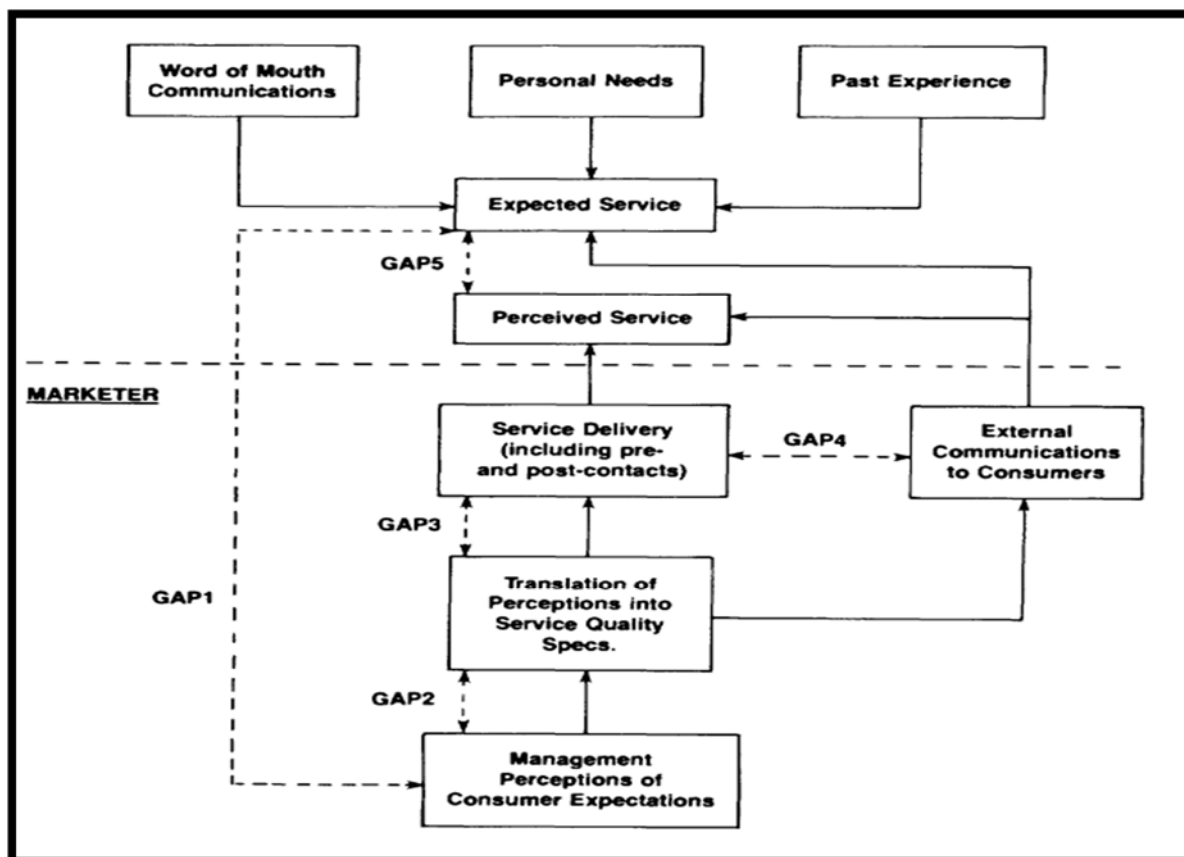 Word of Mouth
Communications
Personal Needs
Past Experience
Expected Service
GAP5
Perceived Service
MARKETER
Service Delivery
(including pre-
and post-contacts)
GAP4
External
Communications
to Consumers
GAP3
GAP1
Translation of
Perceptions into
Service Quality
Specs.
GAP2
Management
Perceptions of
Consumer Expectations